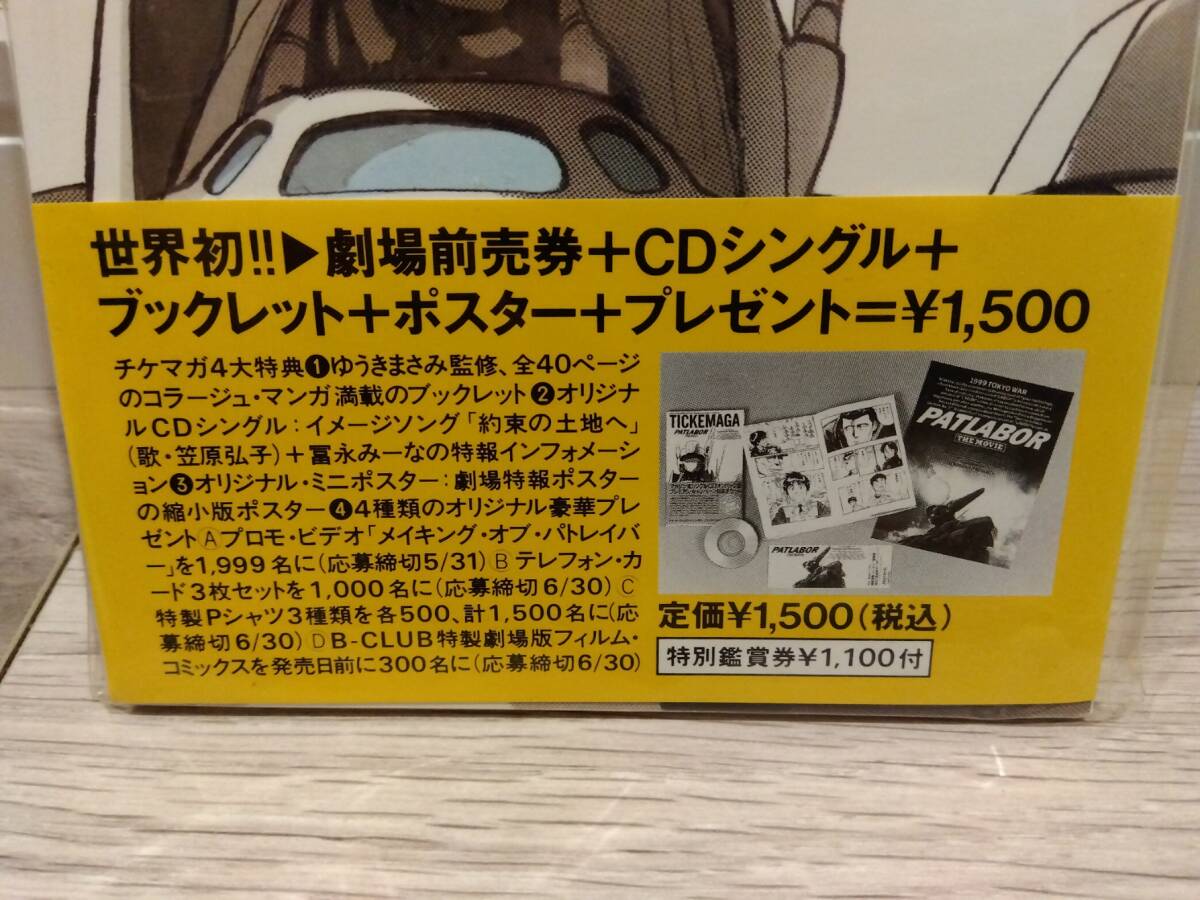 世界初!!▶劇場前売券＋CDシングル＋
ブックレット＋ポスター＋プレゼント＝¥1,500
チケマガ4大特典❶ゆうきまさみ監修、全40ページ
のコラージュ・マンガ満載のブックレット❷オリジナ
ルCDシングル：イメージソング「約束の土地へ」
(歌・笠原弘子)＋冨永みーなの特報インフォメーシ
ョン❸オリジナル・ミニポスター：劇場特報ポスター
の縮小版ポスター❹4種類のオリジナル豪華プレ
ゼントⒶプロモ・ビデオ「メイキング・オブ・パトレイバ
ー」を1,999名に(応募締切5/31)Ⓑテレフォン・カ
ード3枚セットを1,000名に(応募締切6/30)Ⓒ
特製Pシャツ3種類を各500、計1,500名に(応
募締切6/30)ⒹB-CLUB特製劇場版フィルム・
コミックスを発売日前に300名に(応募締切6/30)
TICKEMAGA
PATLABOR
1999 TOKYO WAR
PATLABOR
THE MOVIE
PATLABOR
定価¥1,500(税込)
特別鑑賞券¥1,100付